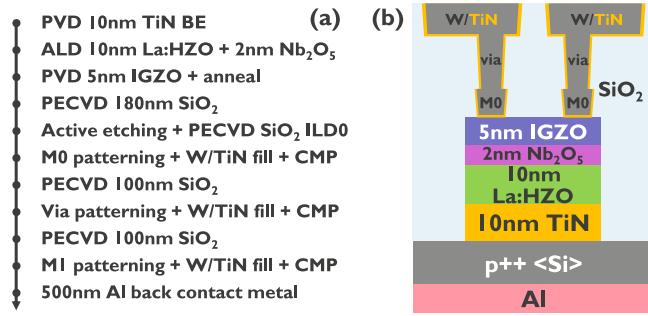 (a)
PVD 10nm TiN BE
ALD 10nm La:HZO + 2nm Nb₂O₅
PVD 5nm IGZO + anneal
PECVD 180nm SiO₂
Active etching + PECVD SiO₂ ILD0
M0 patterning + W/TiN fill + CMP
PECVD 100nm SiO₂
Via patterning + W/TiN fill + CMP
PECVD 100nm SiO₂
M1 patterning + W/TiN fill + CMP
500nm Al back contact metal
(b)
W/TiN W/TiN
via via
M0 M0
SiO₂
5nm IGZO
2nm Nb₂O₅
10nm
La:HZO
10nm TiN
p++ <Si>
Al